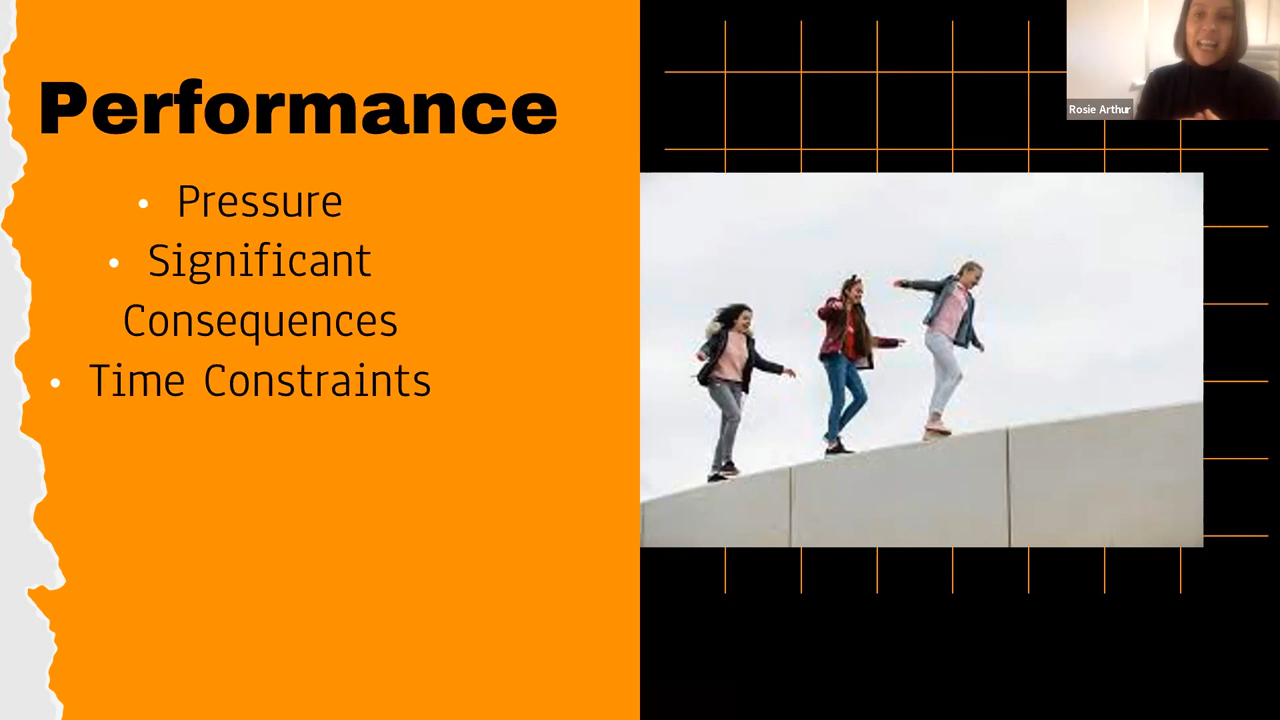 Performance
• Pressure
• Significant
Consequences
• Time Constraints
Rosie Arthur